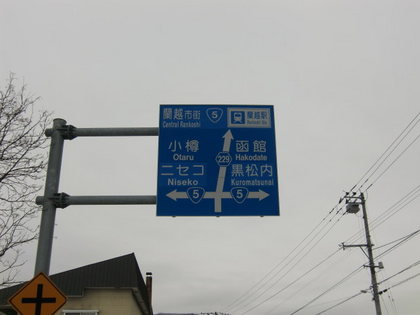 蘭越市街 5 蘭越駅
Central Rankoshi Rankoshi Sta.
小樽 函館
Otaru Hakodate
229
ニセコ 黒松内
Niseko Kuromatsunai
5 5